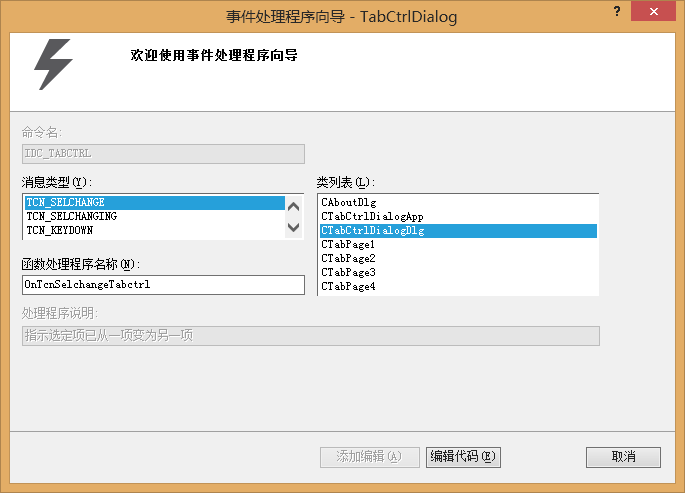 事件处理程序向导 - TabCtrlDialog
?
欢迎使用事件处理程序向导
命令名:
IDC_TABCTRL
消息类型(Y):
TCN_SELCHANGE
TCN_SELCHANGING
TCN_KEYDOWN
类列表(L):
CAboutDlg
CTabCtrlDialogApp
CTabCtrlDialogDlg
CTabPage1
CTabPage2
CTabPage3
CTabPage4
函数处理程序名称(N):
OnTcnSelchangeTabctrl
处理程序说明:
指示选定项已从一项变为另一项
添加编辑(A)
编辑代码(E)
取消